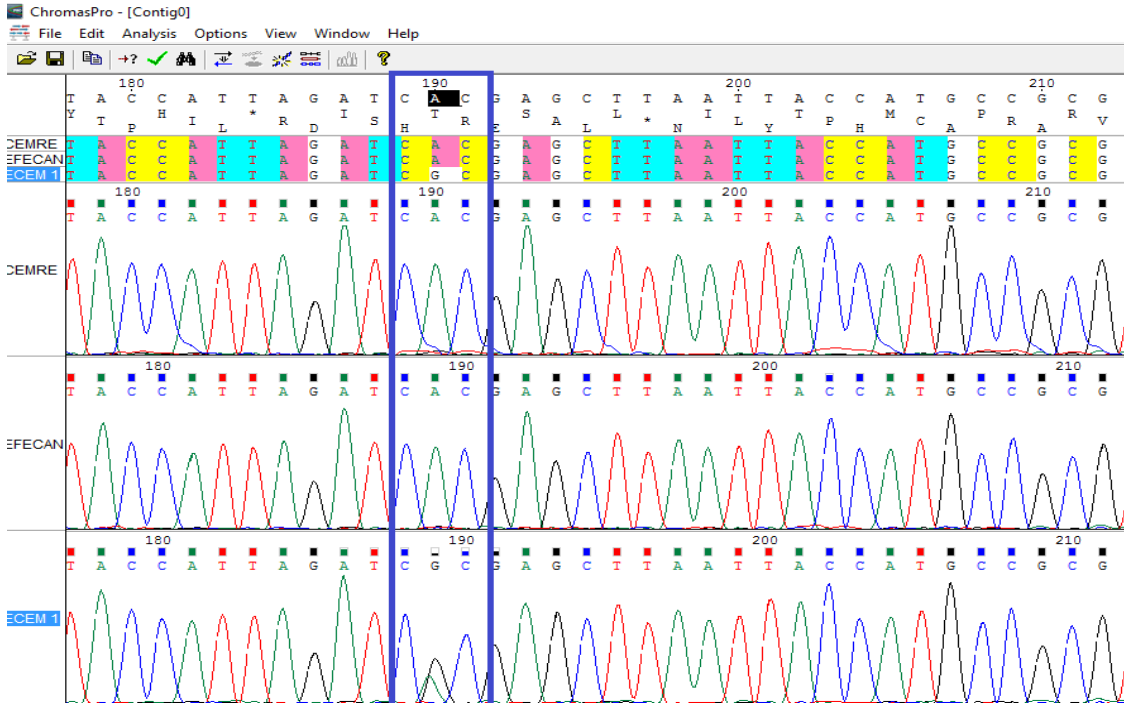 ChromasPro - [Contig0]
File Edit Analysis Options View Window Help
180 190 200 210
T A C C A T T A G A T C A C G A G C T T A A T T A C C A T G C C G C G
Y H * I T S L I T M P R
T I R S R A * L P C R V
P L D H E L N Y H A A
CEMRE T A C C A T T A G A T C A C G A G C T T A A T T A C C A T G C C G C G
EFECAN T A C C A T T A G A T C A C G A G C T T A A T T A C C A T G C C G C G
ECEM 1 T A C C A T T A G A T C G C G A G C T T A A T T A C C A T G C C G C G
180 190 200 210
T A C C A T T A G A T C A C G A G C T T A A T T A C C A T G C C G C G
CEMRE
180 190 200 210
T A C C A T T A G A T C A C G A G C T T A A T T A C C A T G C C G C G
EFECAN
180 190 200 210
T A C C A T T A G A T C G C G A G C T T A A T T A C C A T G C C G C G
ECEM 1